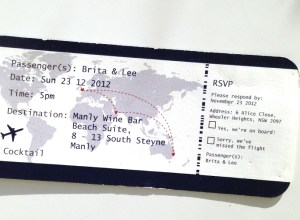 Passenger(s): Brita & Lee
Date: Sun 23 12 2012
Time: 5pm
Destination: Manly Wine Bar
Beach Suite,
8 - 13 South Steyne
Manly
Cocktail
RSVP
Please respond by:
November 23 2012
Address: 8 Alice Close,
Wheeler Heights, NSW 2097
Yes, we're on board!
Sorry, we've
missed the flight
Passenger(s):
Brita & Lee